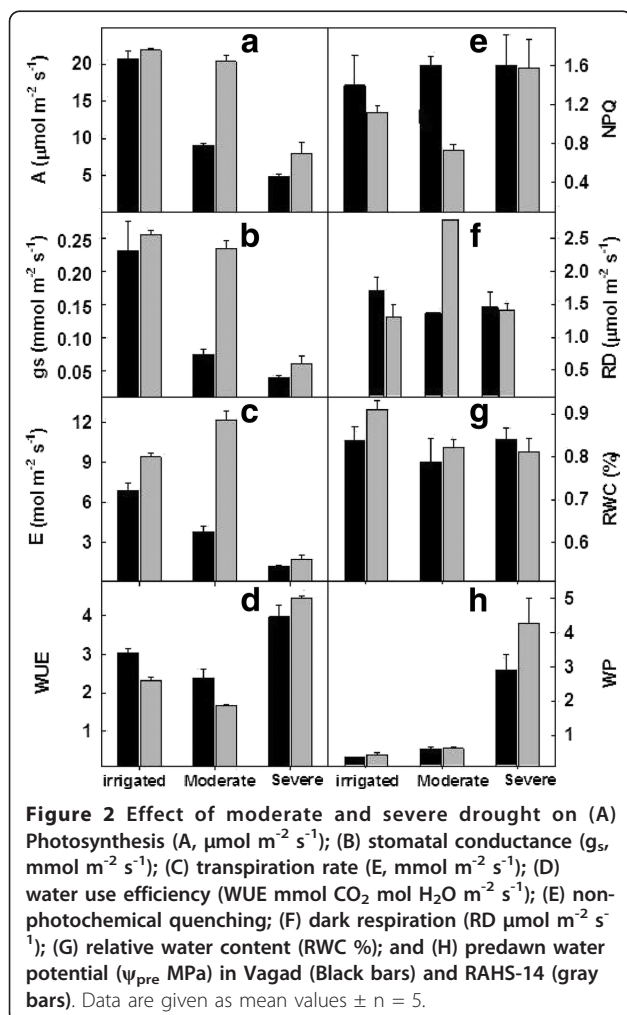 a
e
A (µmol m⁻² s⁻¹)
20
15
10
5
1.6
1.2
0.8
0.4
NPQ
b
f
gs (mmol m⁻² s⁻¹)
0.25
0.20
0.15
0.10
0.05
0.01
2.5
2.0
1.5
1.0
0.5
RD (µmol m⁻² s⁻¹)
c
g
E (mol m⁻² s⁻¹)
12
9
6
3
0.9
0.8
0.7
0.6
RWC (%)
d
h
WUE
4
3
2
1
5
4
3
2
1
WP
irrigated Moderate Severe irrigated Moderate Severe
Figure 2 Effect of moderate and severe drought on (A)
Photosynthesis (A, µmol m⁻² s⁻¹); (B) stomatal conductance (gs,
mmol m⁻² s⁻¹); (C) transpiration rate (E, mmol m⁻² s⁻¹); (D)
water use efficiency (WUE mmol CO₂ mol H₂O m⁻² s⁻¹); (E) non-
photochemical quenching; (F) dark respiration (RD µmol m⁻² s⁻
¹); (G) relative water content (RWC %); and (H) predawn water
potential (ψpre MPa) in Vagad (Black bars) and RAHS-14 (gray
bars). Data are given as mean values ± n = 5.